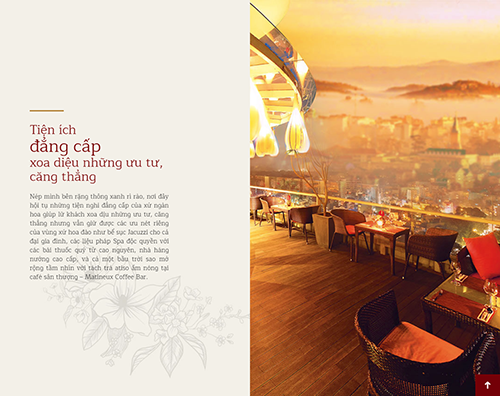 Tiện ích
đẳng cấp
xoa diệu những ưu tư,
căng thẳng
Nép mình bên rặng thông xanh rì rào, nơi đây
hội tụ những tiện nghi đẳng cấp của xứ ngàn
hoa giúp lữ khách xoa dịu những ưu tư, căng
thẳng nhưng vẫn giữ được các ưu nét riêng
của vùng xứ hoa đào như bể sục Jacuzzi cho cả
đại gia đình, các liệu pháp Spa độc quyền với
các bài thuốc quý từ cao nguyên, nhà hàng
nướng cao cấp, và cả một bầu trời sao mở
rộng tầm nhìn với tách trà atiso ấm nóng tại
cafe sân thượng – Matineux Coffee Bar.